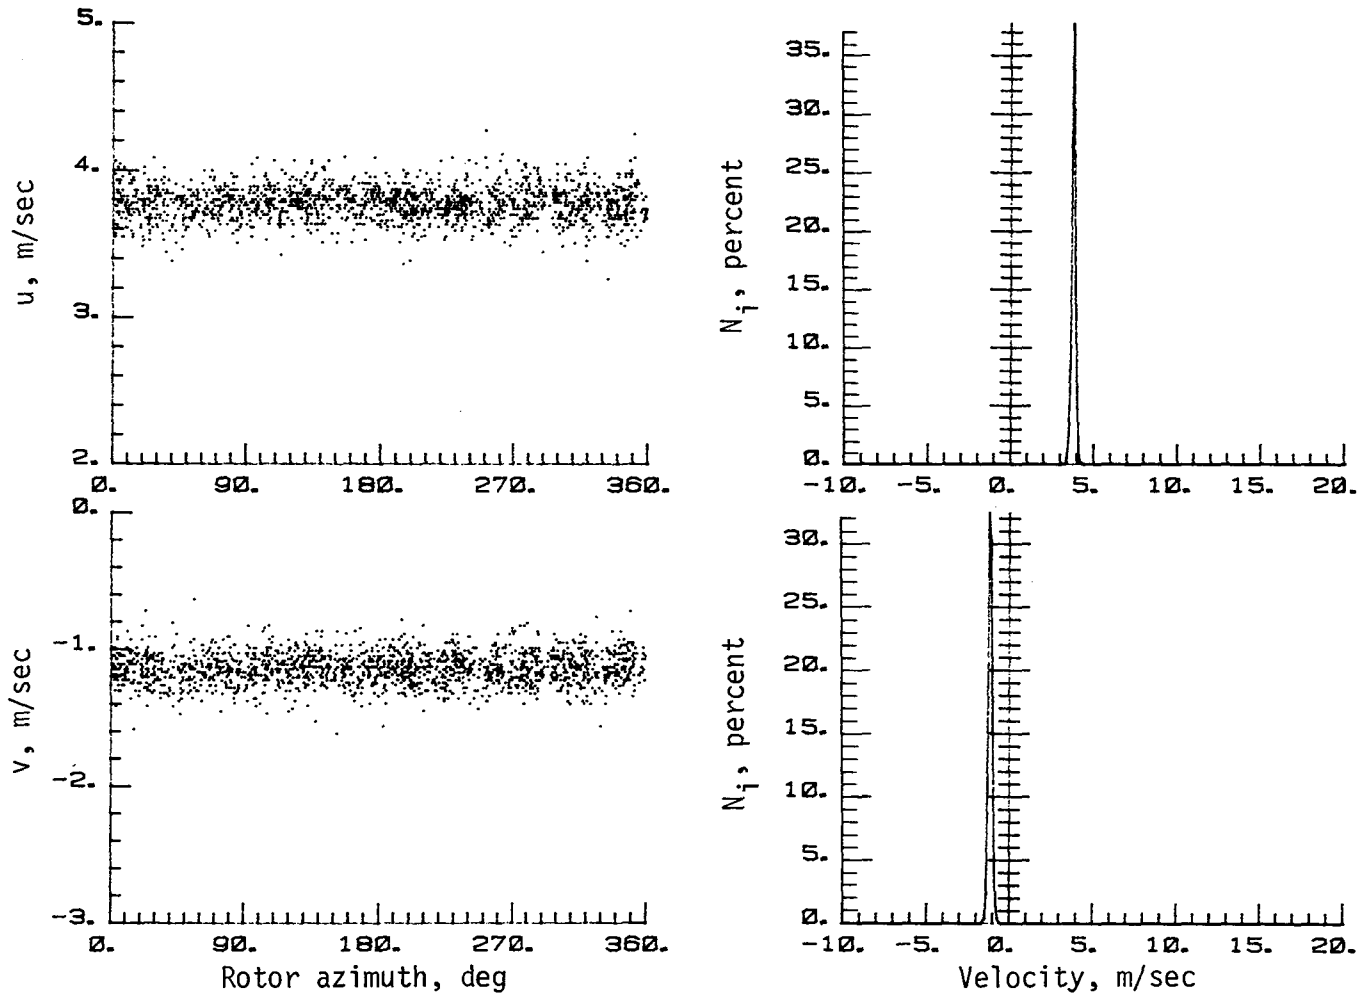 5.
4.
3.
2.
u, m/sec
0. 90. 180. 270. 360.
35.
30.
25.
20.
15.
10.
5.
0.
N_i, percent
-10. -5. 0. 5. 10. 15. 20.
0.
-1.
-2.
-3.
v, m/sec
0. 90. 180. 270. 360.
Rotor azimuth, deg
30.
25.
20.
15.
10.
5.
0.
N_i, percent
-10. -5. 0. 5. 10. 15. 20.
Velocity, m/sec